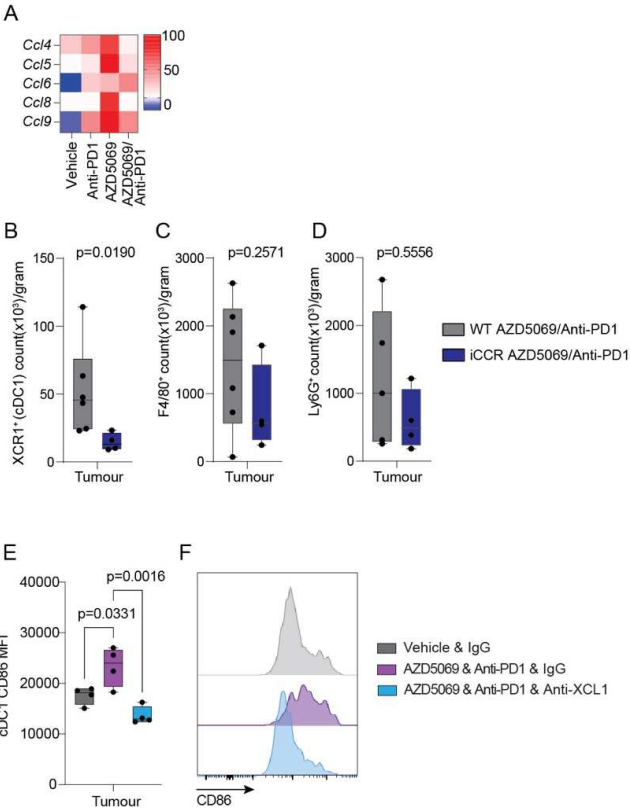 A
Ccl4
Ccl5
Ccl6
Ccl8
Ccl9
100
50
0
Vehicle
Anti-PD1
AZD5069
AZD5069/
Anti-PD1
B
p=0.0190
XCR1+ (cDC1) count(x10³)/gram
150
100
50
0
Tumour
C
p=0.2571
F4/80+ count(x10³)/gram
3000
2000
1000
0
Tumour
D
p=0.5556
Ly6G+ count(x10³)/gram
3000
2000
1000
0
Tumour
WT AZD5069/Anti-PD1
iCCR AZD5069/Anti-PD1
E
p=0.0016
p=0.0331
cDC1 CD86 MFI
40000
30000
20000
10000
0
Tumour
F
CD86
Vehicle & IgG
AZD5069 & Anti-PD1 & IgG
AZD5069 & Anti-PD1 & Anti-XCL1